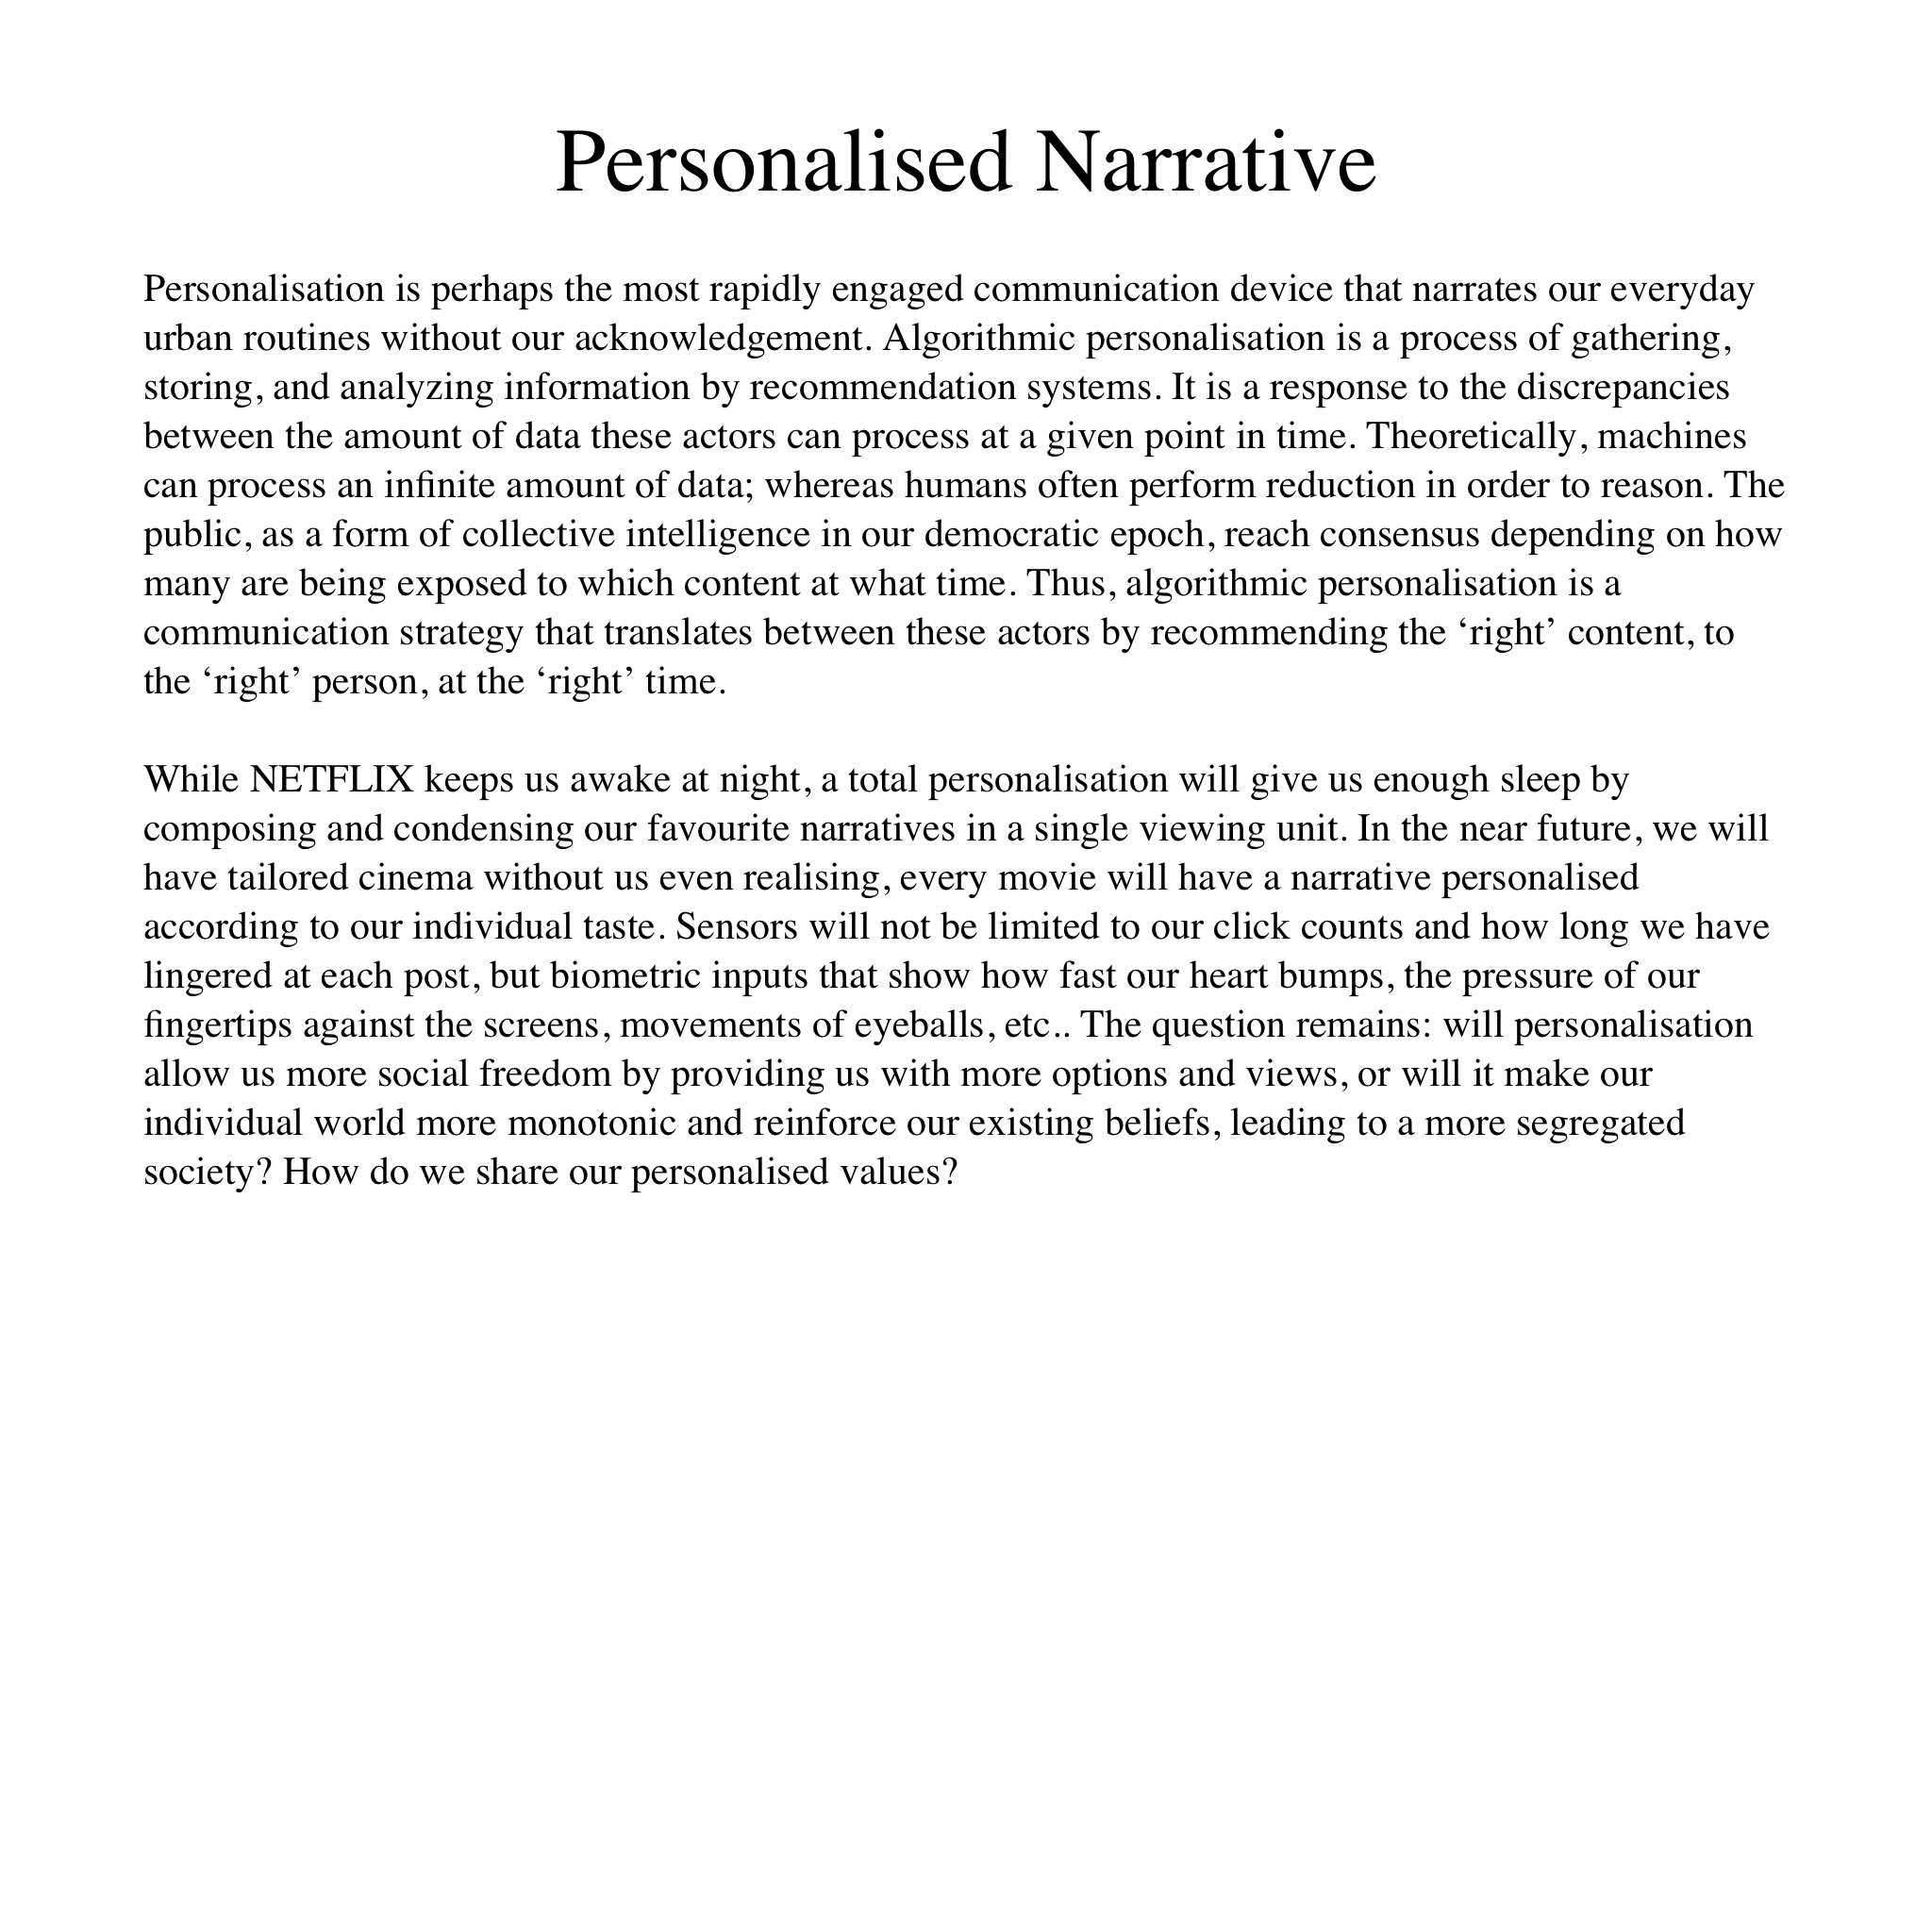 Personalised Narrative
Personalisation is perhaps the most rapidly engaged communication device that narrates our everyday
urban routines without our acknowledgement. Algorithmic personalisation is a process of gathering,
storing, and analyzing information by recommendation systems. It is a response to the discrepancies
between the amount of data these actors can process at a given point in time. Theoretically, machines
can process an infinite amount of data; whereas humans often perform reduction in order to reason. The
public, as a form of collective intelligence in our democratic epoch, reach consensus depending on how
many are being exposed to which content at what time. Thus, algorithmic personalisation is a
communication strategy that translates between these actors by recommending the ‘right’ content, to
the ‘right’ person, at the ‘right’ time.
While NETFLIX keeps us awake at night, a total personalisation will give us enough sleep by
composing and condensing our favourite narratives in a single viewing unit. In the near future, we will
have tailored cinema without us even realising, every movie will have a narrative personalised
according to our individual taste. Sensors will not be limited to our click counts and how long we have
lingered at each post, but biometric inputs that show how fast our heart bumps, the pressure of our
fingertips against the screens, movements of eyeballs, etc.. The question remains: will personalisation
allow us more social freedom by providing us with more options and views, or will it make our
individual world more monotonic and reinforce our existing beliefs, leading to a more segregated
society? How do we share our personalised values?